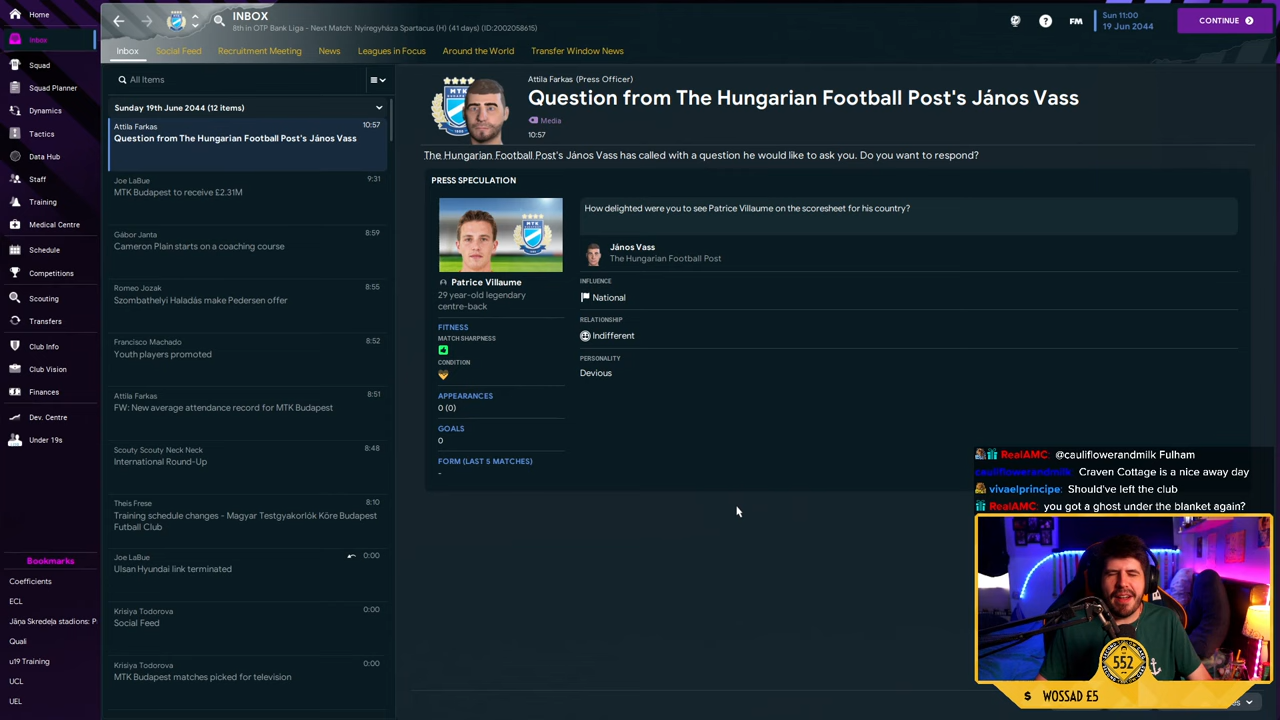 Home
Inbox
Squad
Squad Planner
Dynamics
Tactics
Data Hub
Staff
Training
Medical Centre
Schedule
Competitions
Scouting
Transfers
Club Info
Club Vision
Finances
Dev. Centre
Under 19s
Bookmarks
Coefficients
ECL
Jāņa Skredeļa stadions: P
Quali
u19 Training
UCL
UEL
INBOX
8th in OTP Bank Liga - Next Match: Nyíregyháza Spartacus (H) (41 days) (ID:2002058615)
FM
Sun 11:00
19 Jun 2044
CONTINUE
Inbox
Social Feed
Recruitment Meeting
News
Leagues in Focus
Around the World
Transfer Window News
All Items
Sunday 19th June 2044 (12 items)
Attila Farkas 10:57
Question from The Hungarian Football Post's János Vass
Joe LaBue 9:31
MTK Budapest to receive £2.31M
Gábor Janta 8:59
Cameron Plain starts on a coaching course
Romeo Jozak 8:55
Szombathelyi Haladás make Pedersen offer
Francisco Machado 8:52
Youth players promoted
Attila Farkas 8:51
FW: New average attendance record for MTK Budapest
Scouty Scouty Neck Neck 8:48
International Round-Up
Theis Frese 8:10
Training schedule changes - Magyar Testgyakorlók Köre Budapest
Futball Club
Joe LaBue 0:00
Ulsan Hyundai link terminated
Krisiya Todorova 0:00
Social Feed
Krisiya Todorova 0:00
MTK Budapest matches picked for television
Attila Farkas (Press Officer)
Question from The Hungarian Football Post's János Vass
Media
10:57
The Hungarian Football Post's János Vass has called with a question he would like to ask you. Do you want to respond?
PRESS SPECULATION
Patrice Villaume
29 year-old legendary
centre-back
FITNESS
MATCH SHARPNESS
CONDITION
APPEARANCES
0 (0)
GOALS
0
FORM (LAST 5 MATCHES)
-
How delighted were you to see Patrice Villaume on the scoresheet for his country?
János Vass
The Hungarian Football Post
INFLUENCE
National
RELATIONSHIP
Indifferent
PERSONALITY
Devious
RealAMC: @cauliflowerandmilk Fulham
cauliflowerandmilk Craven Cottage is a nice away day
vivaelprincipe: Should've left the club
RealAMC: you got a ghost under the blanket again?
552
$ WOSSAD £5